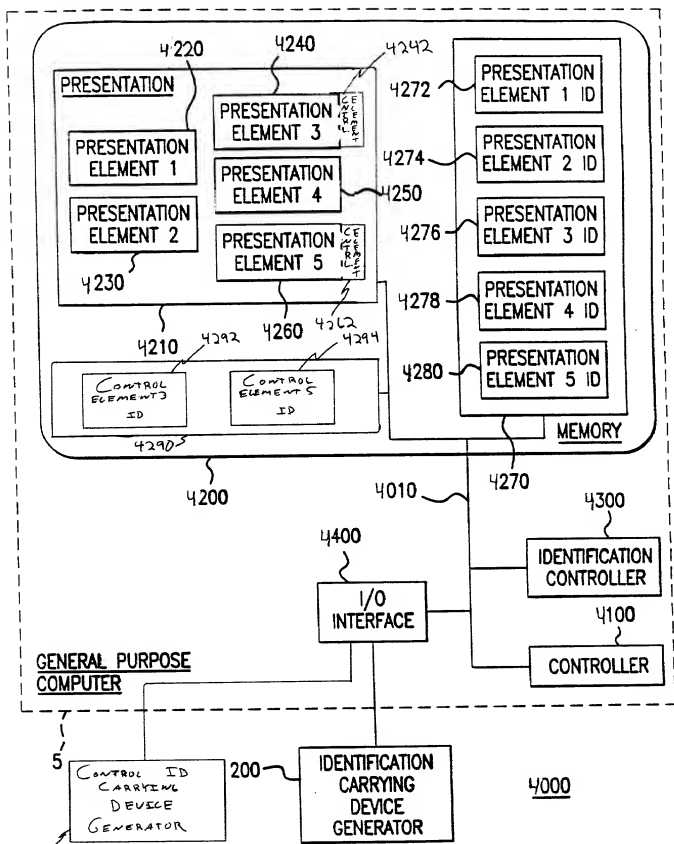 4220
4240
4242
PRESENTATION
4272
PRESENTATION
ELEMENT 1 ID
PRESENTATION
ELEMENT 3
CNTRL
ELEMENT
PRESENTATION
ELEMENT 1
4274
PRESENTATION
ELEMENT 2 ID
PRESENTATION
ELEMENT 4
4250
PRESENTATION
ELEMENT 2
4276
PRESENTATION
ELEMENT 3 ID
PRESENTATION
ELEMENT 5
CNTRL
ELEMENT
4230
4278
PRESENTATION
ELEMENT 4 ID
4210
4260
4262
4292
4294
4280
PRESENTATION
ELEMENT 5 ID
CONTROL
ELEMENT3
ID
CONTROL
ELEMENT 5
ID
4290
MEMORY
4200
4010
4270
4300
4400
IDENTIFICATION
CONTROLLER
I/O
INTERFACE
4100
GENERAL PURPOSE
COMPUTER
CONTROLLER
5
CONTROL ID
CARRYING
DEVICE
GENERATOR
200
IDENTIFICATION
CARRYING
DEVICE
GENERATOR
4000